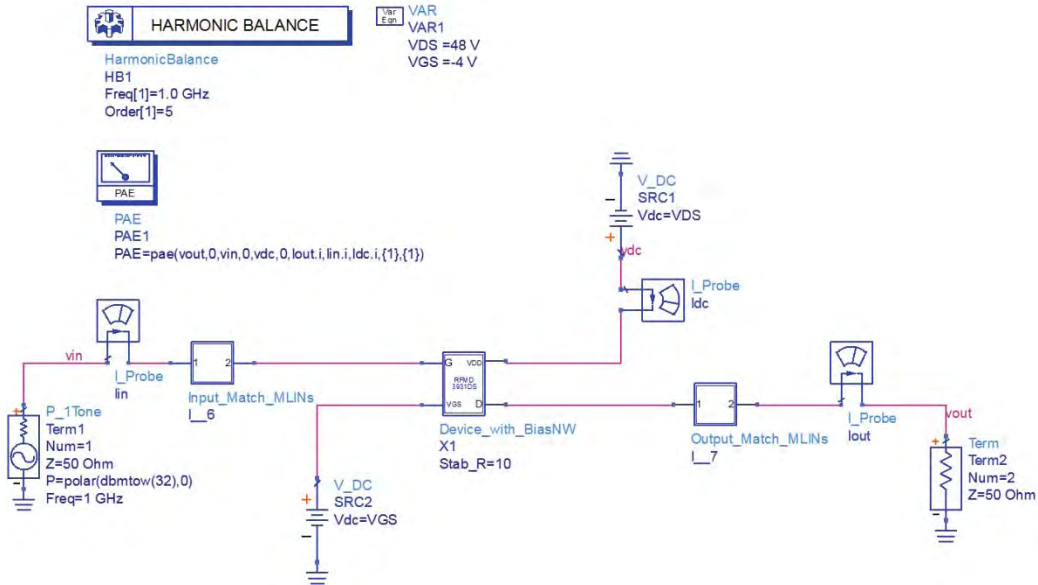 HARMONIC BALANCE
HarmonicBalance
HB1
Freq[1]=1.0 GHz
Order[1]=5
Var
Eqn
VAR
VAR1
VDS =48 V
VGS =-4 V
PAE
PAE
PAE1
PAE=pae(vout,0,vin,0,vdc,0,Iout.i,Iin.i,Idc.i,{1},{1})
V_DC
SRC1
Vdc=VDS
vdc
I_Probe
Idc
vin
I_Probe
Iin
1 2
Input_Match_MLINs
I__6
G VDD
RFMD
3931DS
VGS D
Device_with_BiasNW
X1
Stab_R=10
1 2
Output_Match_MLINs
I__7
I_Probe
Iout
vout
P_1Tone
Term1
Num=1
Z=50 Ohm
P=polar(dbmtow(32),0)
Freq=1 GHz
V_DC
SRC2
Vdc=VGS
Term
Term2
Num=2
Z=50 Ohm